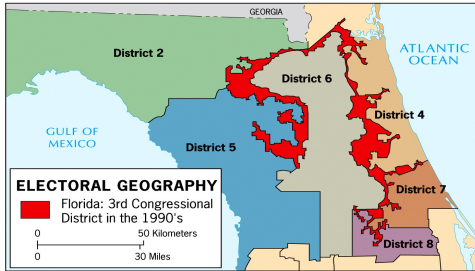 GEORGIA
District 2
ATLANTIC
OCEAN
District 6
District 4
GULF OF
MEXICO
District 5
ELECTORAL GEOGRAPHY
Florida: 3rd Congressional
District in the 1990's
District 7
0 50 Kilometers
0 30 Miles
District 8